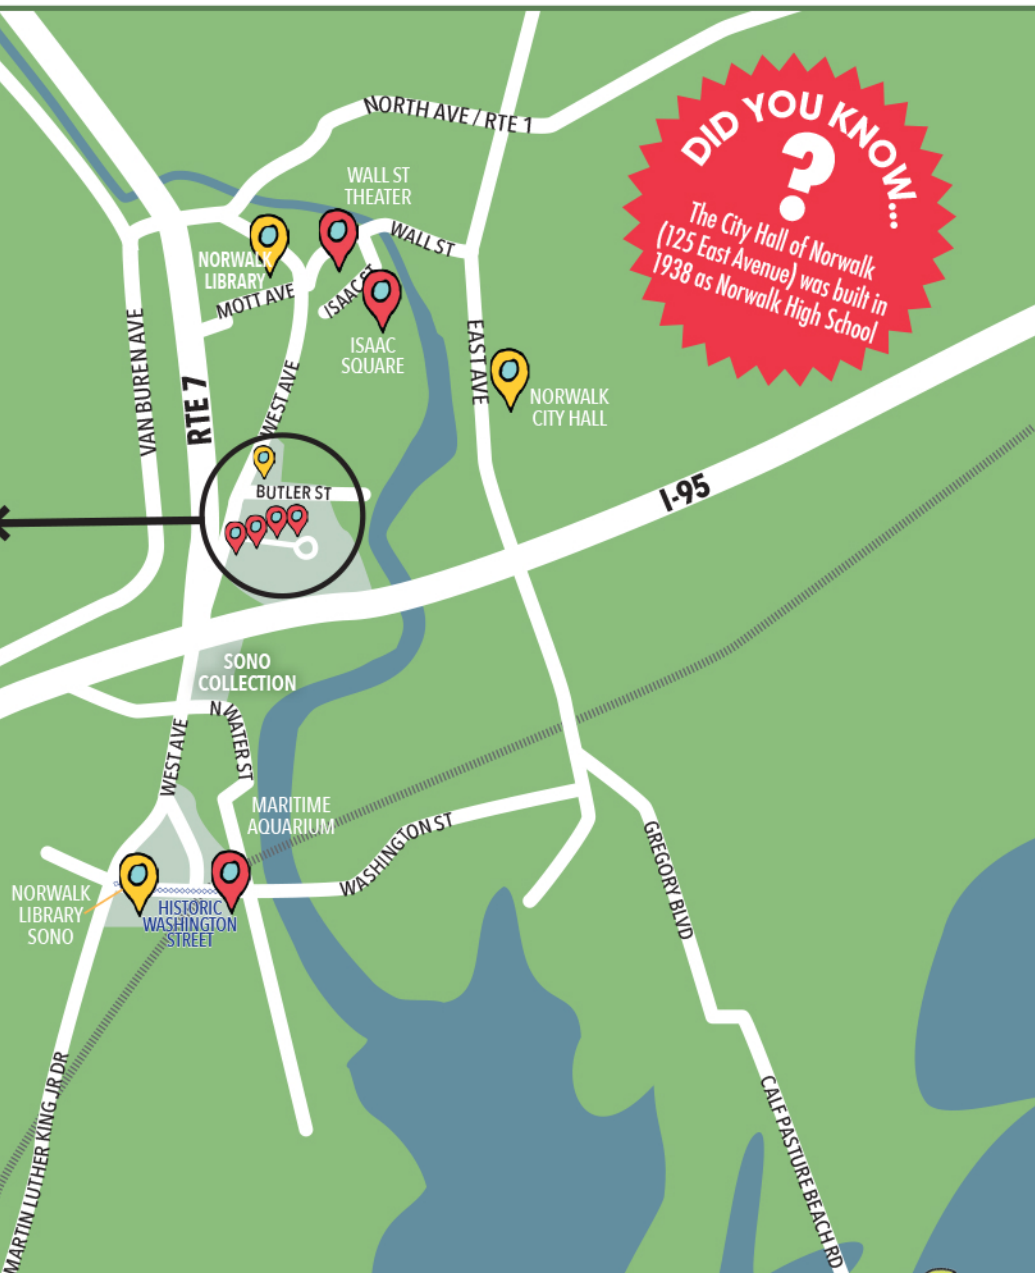 NORTH AVE / RTE 1
DID YOU KNOW...
?
The City Hall of Norwalk
(125 East Avenue) was built in
1938 as Norwalk High School
WALL ST
THEATER
WALL ST
NORWALK
LIBRARY
MOTT AVE
ISAAC ST
ISAAC
SQUARE
VAN BUREN AVE
RTE 7
WEST AVE
EAST AVE
NORWALK
CITY HALL
BUTLER ST
I-95
SONO
COLLECTION
N WATER ST
WEST AVE
MARITIME
AQUARIUM
WASHINGTON ST
GREGORY BLVD
NORWALK
LIBRARY
SONO
HISTORIC
WASHINGTON
STREET
MARTIN LUTHER KING JR DR
CALF PASTURE BEACH RD